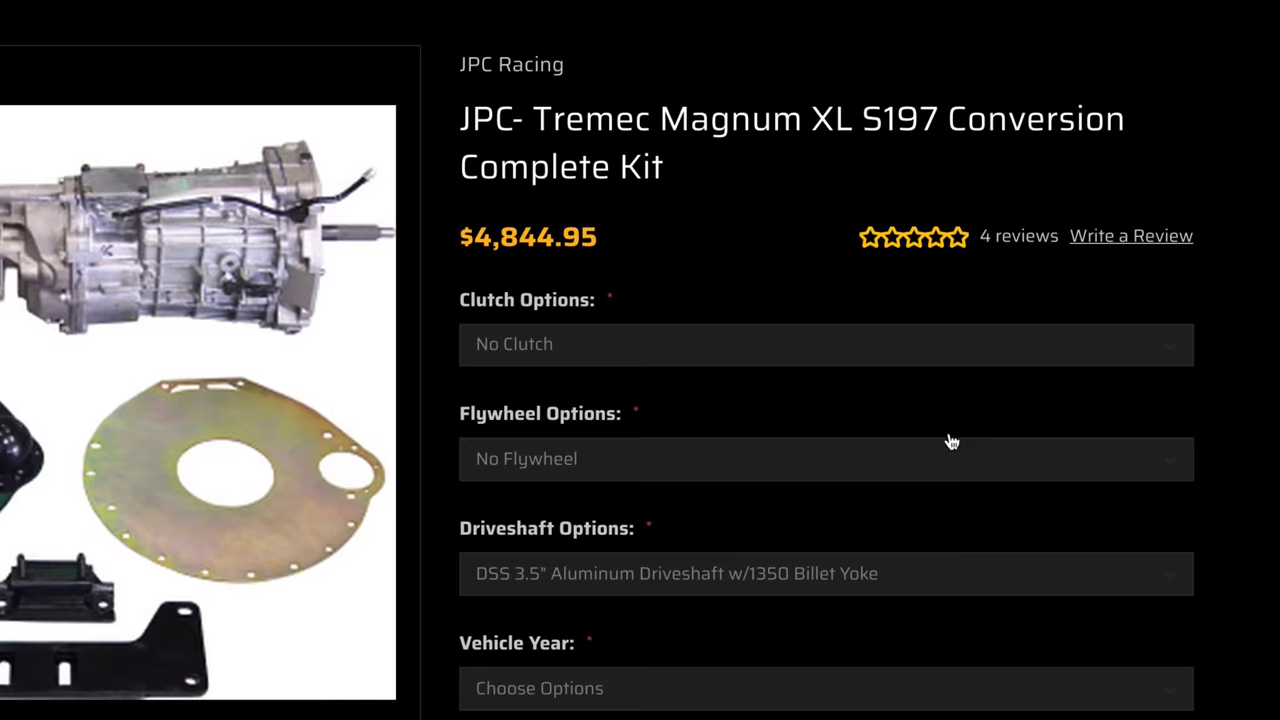 JPC Racing
JPC- Tremec Magnum XL S197 Conversion
Complete Kit
$4,844.95
4 reviews Write a Review
Clutch Options: *
No Clutch
Flywheel Options: *
No Flywheel
Driveshaft Options: *
DSS 3.5" Aluminum Driveshaft w/1350 Billet Yoke
Vehicle Year: *
Choose Options